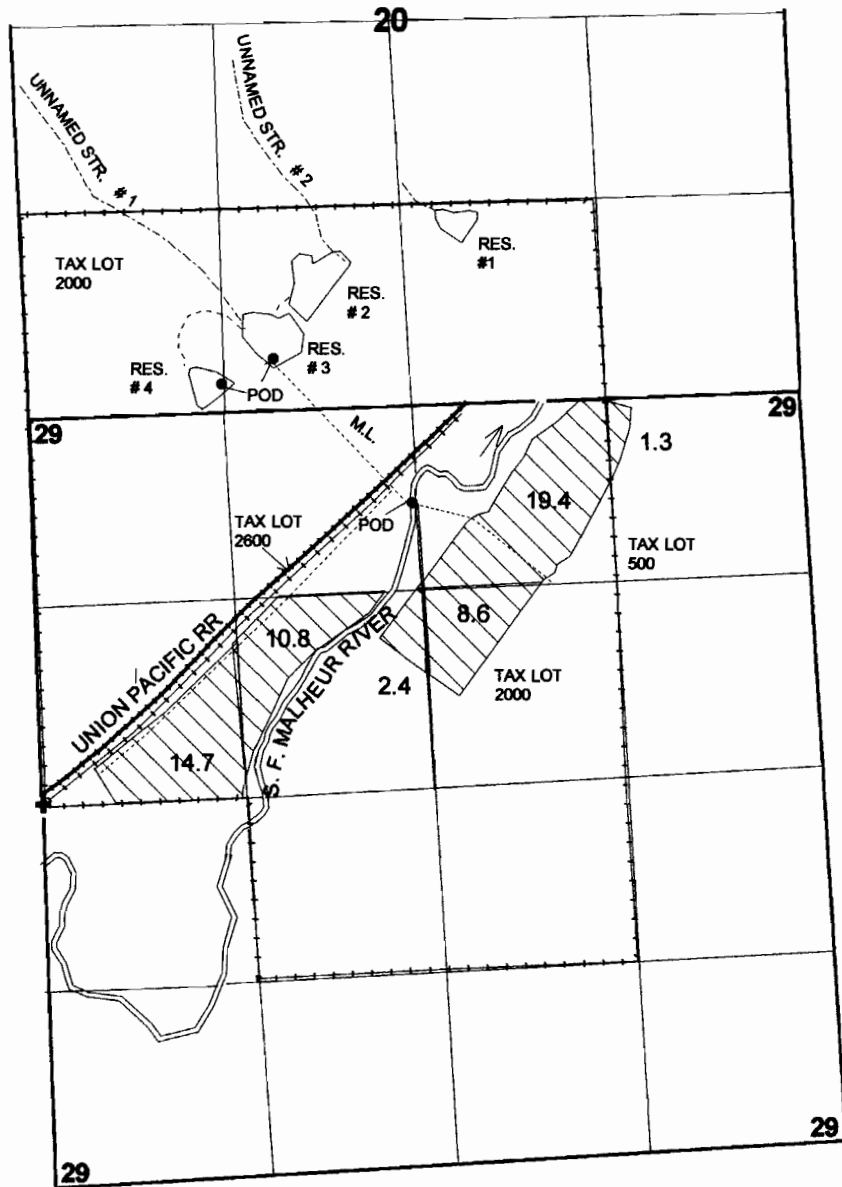 20
UNNAMED STR. # 1
UNNAMED STR. # 2
TAX LOT
2000
RES.
#1
RES.
# 2
RES.
# 3
RES.
# 4
POD
29
29
M.L.
1.3
19.4
POD
TAX LOT
2600
TAX LOT
500
UNION PACIFIC RR
10.8
8.6
S. F. MALHEUR RIVER
2.4
TAX LOT
2000
14.7
29
29